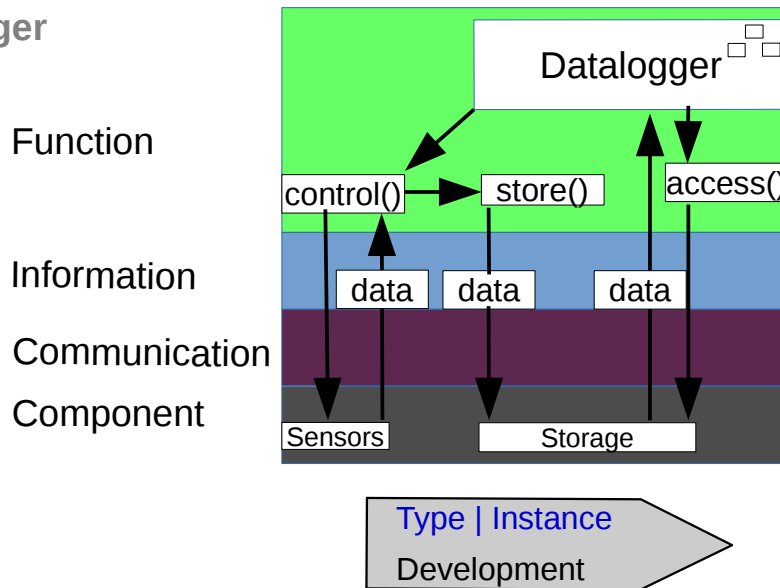 ger
Datalogger
Function
control()
store()
access()
Information
data
data
data
Communication
Component
Sensors
Storage
Type | Instance
Development